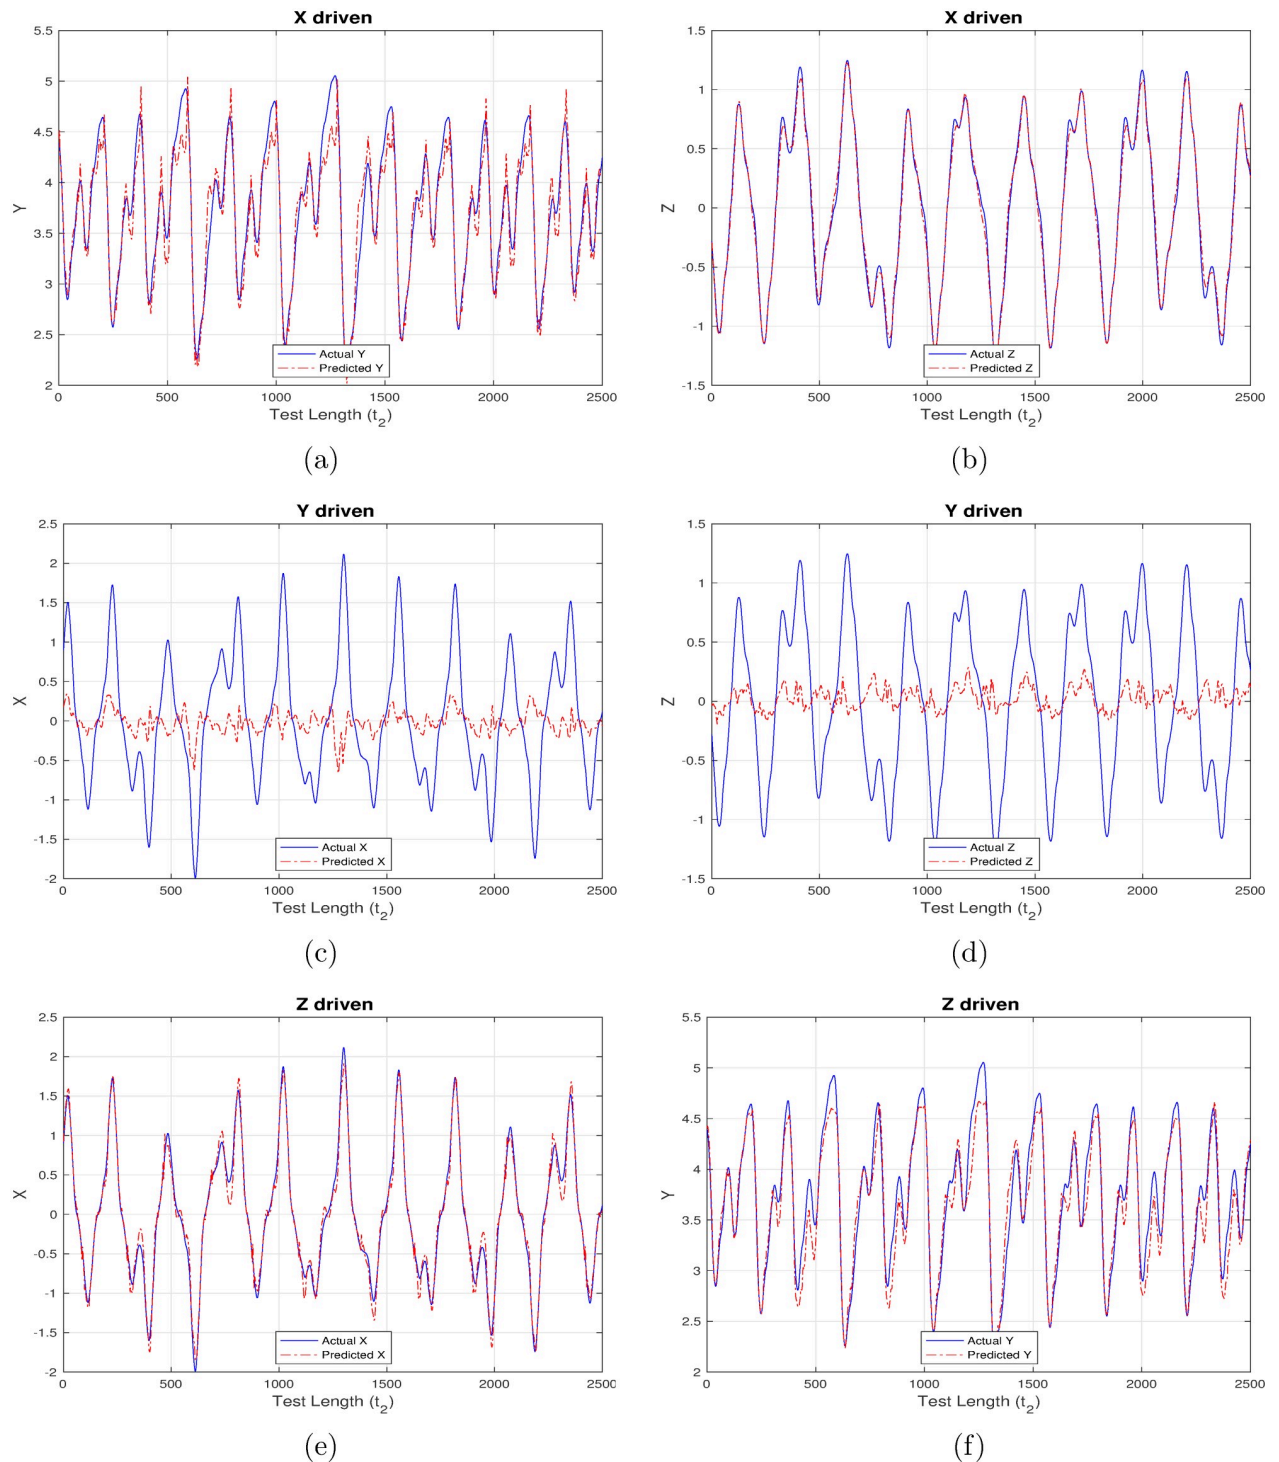 X driven
X driven
5.5
5
4.5
4
3.5
3
2.5
2
Y
Actual Y
Predicted Y
0 500 1000 1500 2000 2500
Test Length (t2)
(a)
1.5
1
0.5
0
-0.5
-1
-1.5
Z
Actual Z
Predicted Z
0 500 1000 1500 2000 2500
Test Length (t2)
(b)
Y driven
Y driven
2.5
2
1.5
1
0.5
0
-0.5
-1
-1.5
-2
X
Actual X
Predicted X
0 500 1000 1500 2000 2500
Test Length (t2)
(c)
1.5
1
0.5
0
-0.5
-1
-1.5
Z
Actual Z
Predicted Z
0 500 1000 1500 2000 2500
Test Length (t2)
(d)
Z driven
Z driven
2.5
2
1.5
1
0.5
0
-0.5
-1
-1.5
-2
X
Actual X
Predicted X
0 500 1000 1500 2000 2500
Test Length (t2)
(e)
5.5
5
4.5
4
3.5
3
2.5
2
Y
Actual Y
Predicted Y
0 500 1000 1500 2000 2500
Test Length (t2)
(f)